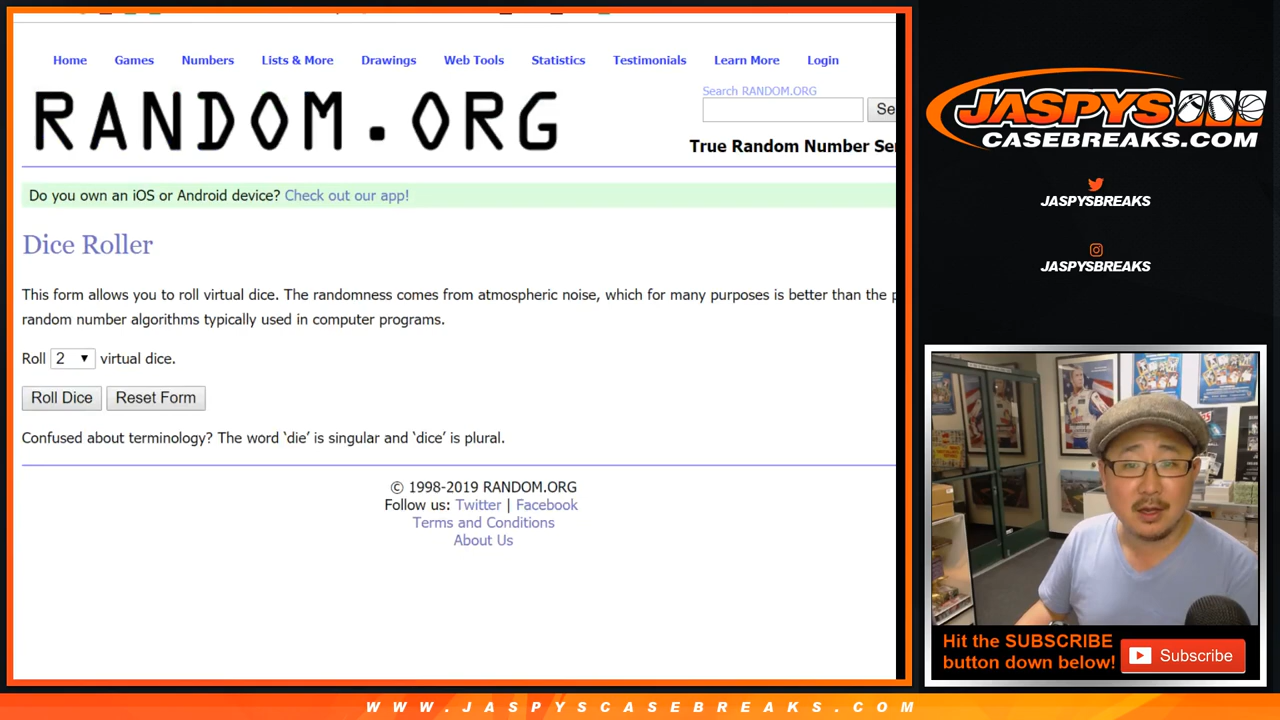 Home Games Numbers Lists & More Drawings Web Tools Statistics Testimonials Learn More Login
RANDOM.ORG
Search RANDOM.ORG
Se
True Random Number Ser
Do you own an iOS or Android device? Check out our app!
Dice Roller
This form allows you to roll virtual dice. The randomness comes from atmospheric noise, which for many purposes is better than the p
random number algorithms typically used in computer programs.
Roll 2 virtual dice.
Roll Dice Reset Form
Confused about terminology? The word ‘die’ is singular and ‘dice’ is plural.
© 1998-2019 RANDOM.ORG
Follow us: Twitter | Facebook
Terms and Conditions
About Us
JASPYS
CASEBREAKS.COM
JASPYSBREAKS
JASPYSBREAKS
Hit the SUBSCRIBE
button down below!
Subscribe
WWW.JASPYSCASEBREAKS.COM